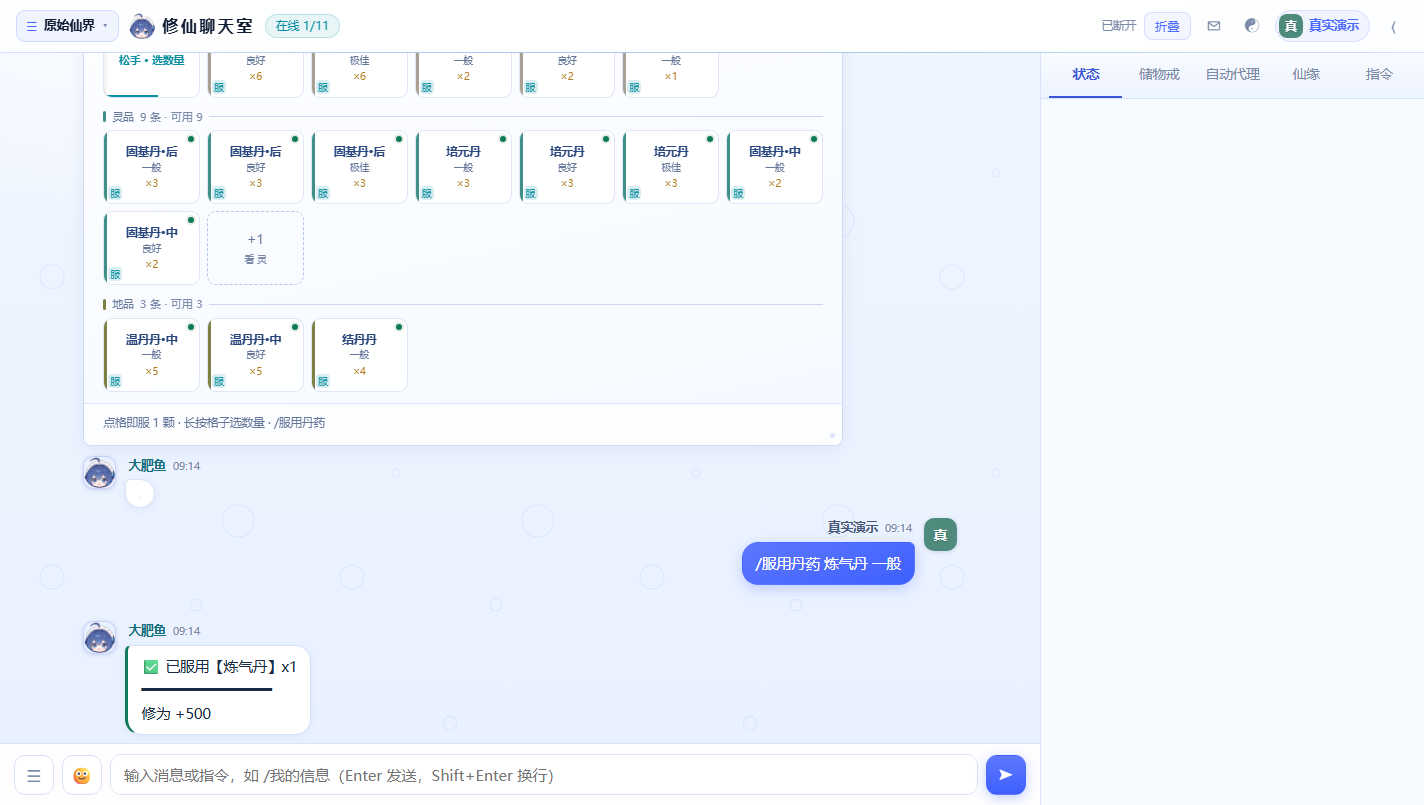 ☰ 原始仙界
修仙聊天室
在线 1/11
已断开
折叠
真
真实演示
状态
储物戒
自动代理
仙缘
指令
松手 • 选数量
良好
×6
服
极佳
×6
服
一般
×2
良好
×2
一般
×1
服
灵品 9 条 · 可用 9
固基丹•后
一般
×3
服
固基丹•后
良好
×3
服
固基丹•后
极佳
×3
服
培元丹
一般
×3
服
培元丹
良好
×3
服
培元丹
极佳
×3
服
固基丹•中
一般
×2
服
固基丹•中
良好
×2
服
+1
看灵
地品 3 条 · 可用 3
温丹丹•中
一般
×5
服
温丹丹•中
良好
×5
服
结丹丹
一般
×4
服
点格即服 1 颗 · 长按格子选数量 · /服用丹药
大肥鱼 09:14
真实演示 09:14
真
/服用丹药 炼气丹 一般
大肥鱼 09:14
✅ 已服用【炼气丹】x1
修为 +500
输入消息或指令，如 /我的信息（Enter 发送，Shift+Enter 换行）